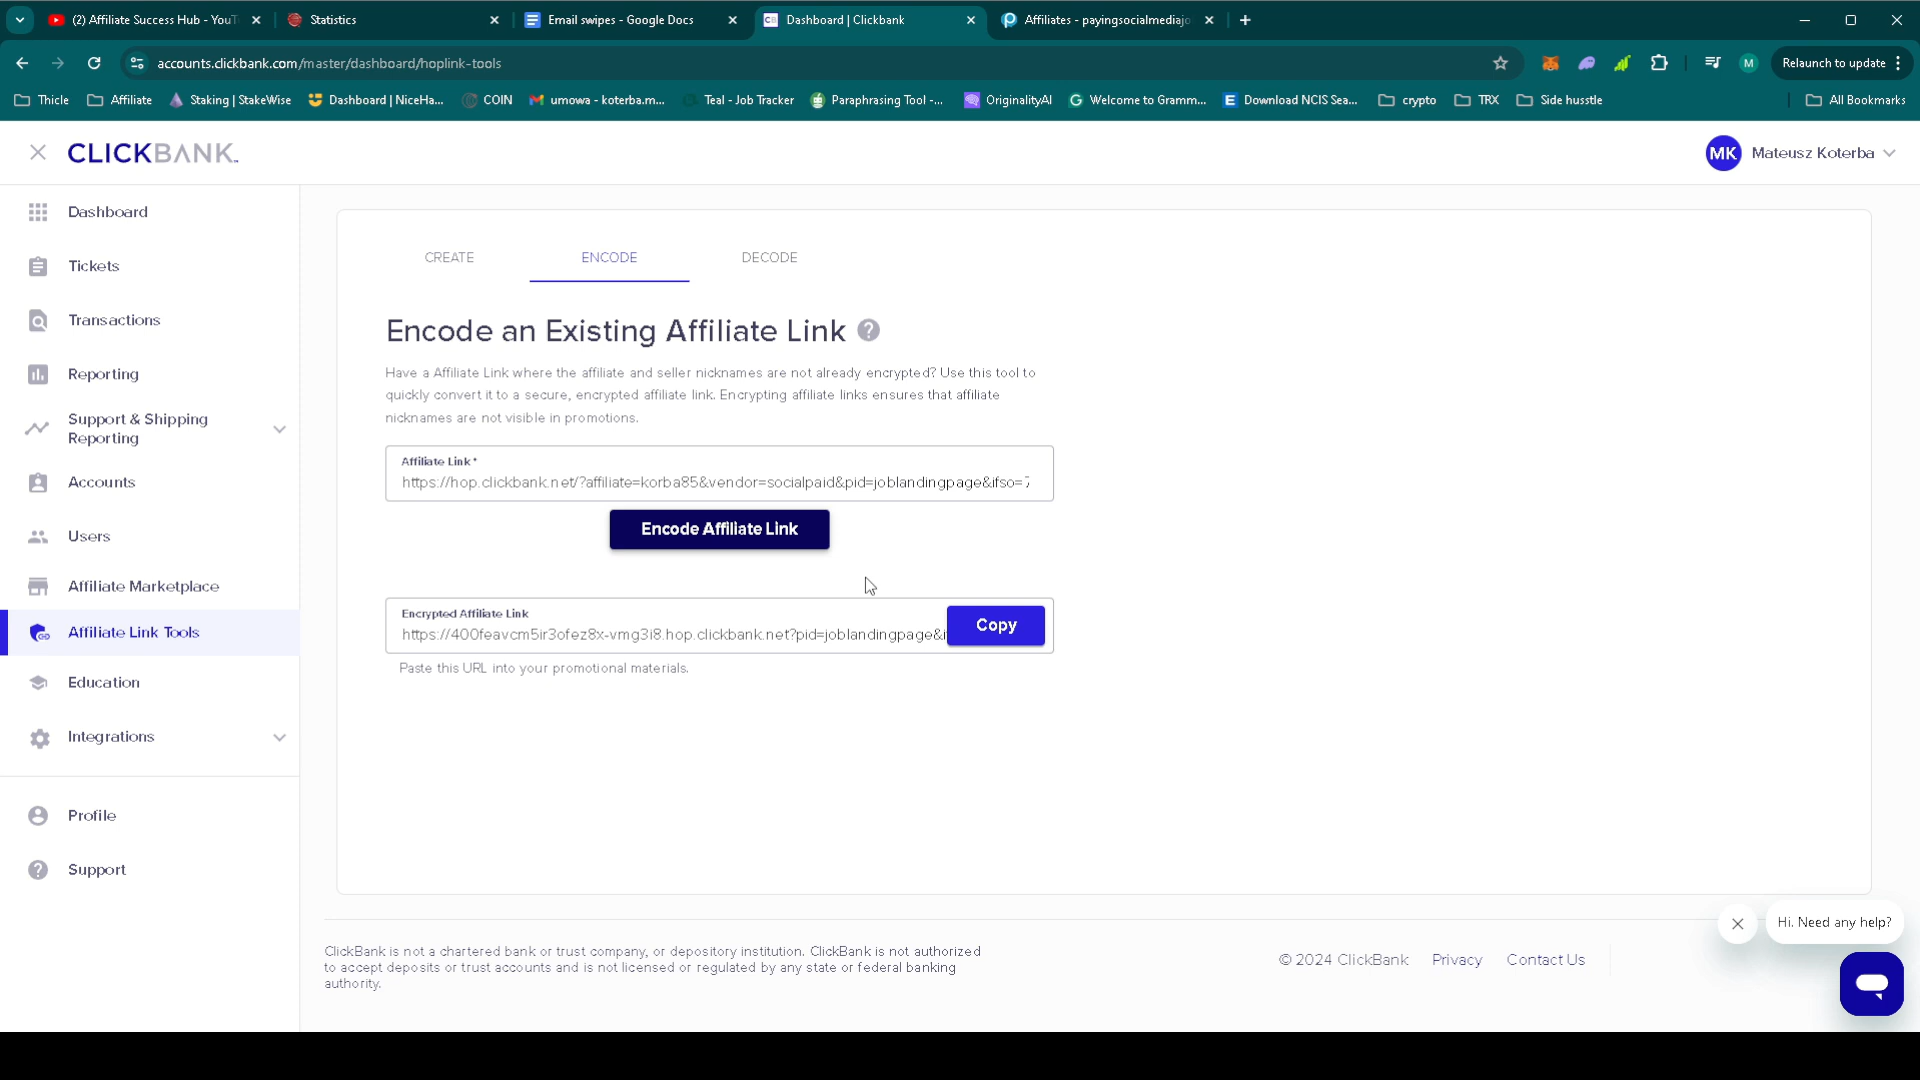 (2) Affiliate Success Hub - YouT
Statistics
Email swipes - Google Docs
CB
Dashboard | Clickbank
Affiliates - payingsocialmediajo
accounts.clickbank.com/master/dashboard/hoplink-tools
M
Relaunch to update
Thicle
Affiliate
Staking | StakeWise
Dashboard | NiceHa...
COIN
umowa - koterba.m...
Teal - Job Tracker
Paraphrasing Tool -...
OriginalityAI
Welcome to Gramm...
Download NCIS Sea...
crypto
TRX
Side husstle
All Bookmarks
CLICKBANK
MK
Mateusz Koterba
Dashboard
Tickets
Transactions
Reporting
Support & Shipping
Reporting
Accounts
Users
Affiliate Marketplace
Affiliate Link Tools
Education
Integrations
Profile
Support
CREATE
ENCODE
DECODE
Encode an Existing Affiliate Link
Have a Affiliate Link where the affiliate and seller nicknames are not already encrypted? Use this tool to
quickly convert it to a secure, encrypted affiliate link. Encrypting affiliate links ensures that affiliate
nicknames are not visible in promotions.
Affiliate Link *
https://hop.clickbank.net/?affiliate=korba85&vendor=socialpaid&pid=joblandingpage&ifso=7
Encode Affiliate Link
Encrypted Affiliate Link
https://400feavcm5ir3ofez8x-vmg3i8.hop.clickbank.net?pid=joblandingpage&i
Copy
Paste this URL into your promotional materials.
ClickBank is not a chartered bank or trust company, or depository institution. ClickBank is not authorized
to accept deposits or trust accounts and is not licensed or regulated by any state or federal banking
authority.
© 2024 ClickBank
Privacy
Contact Us
Hi. Need any help?